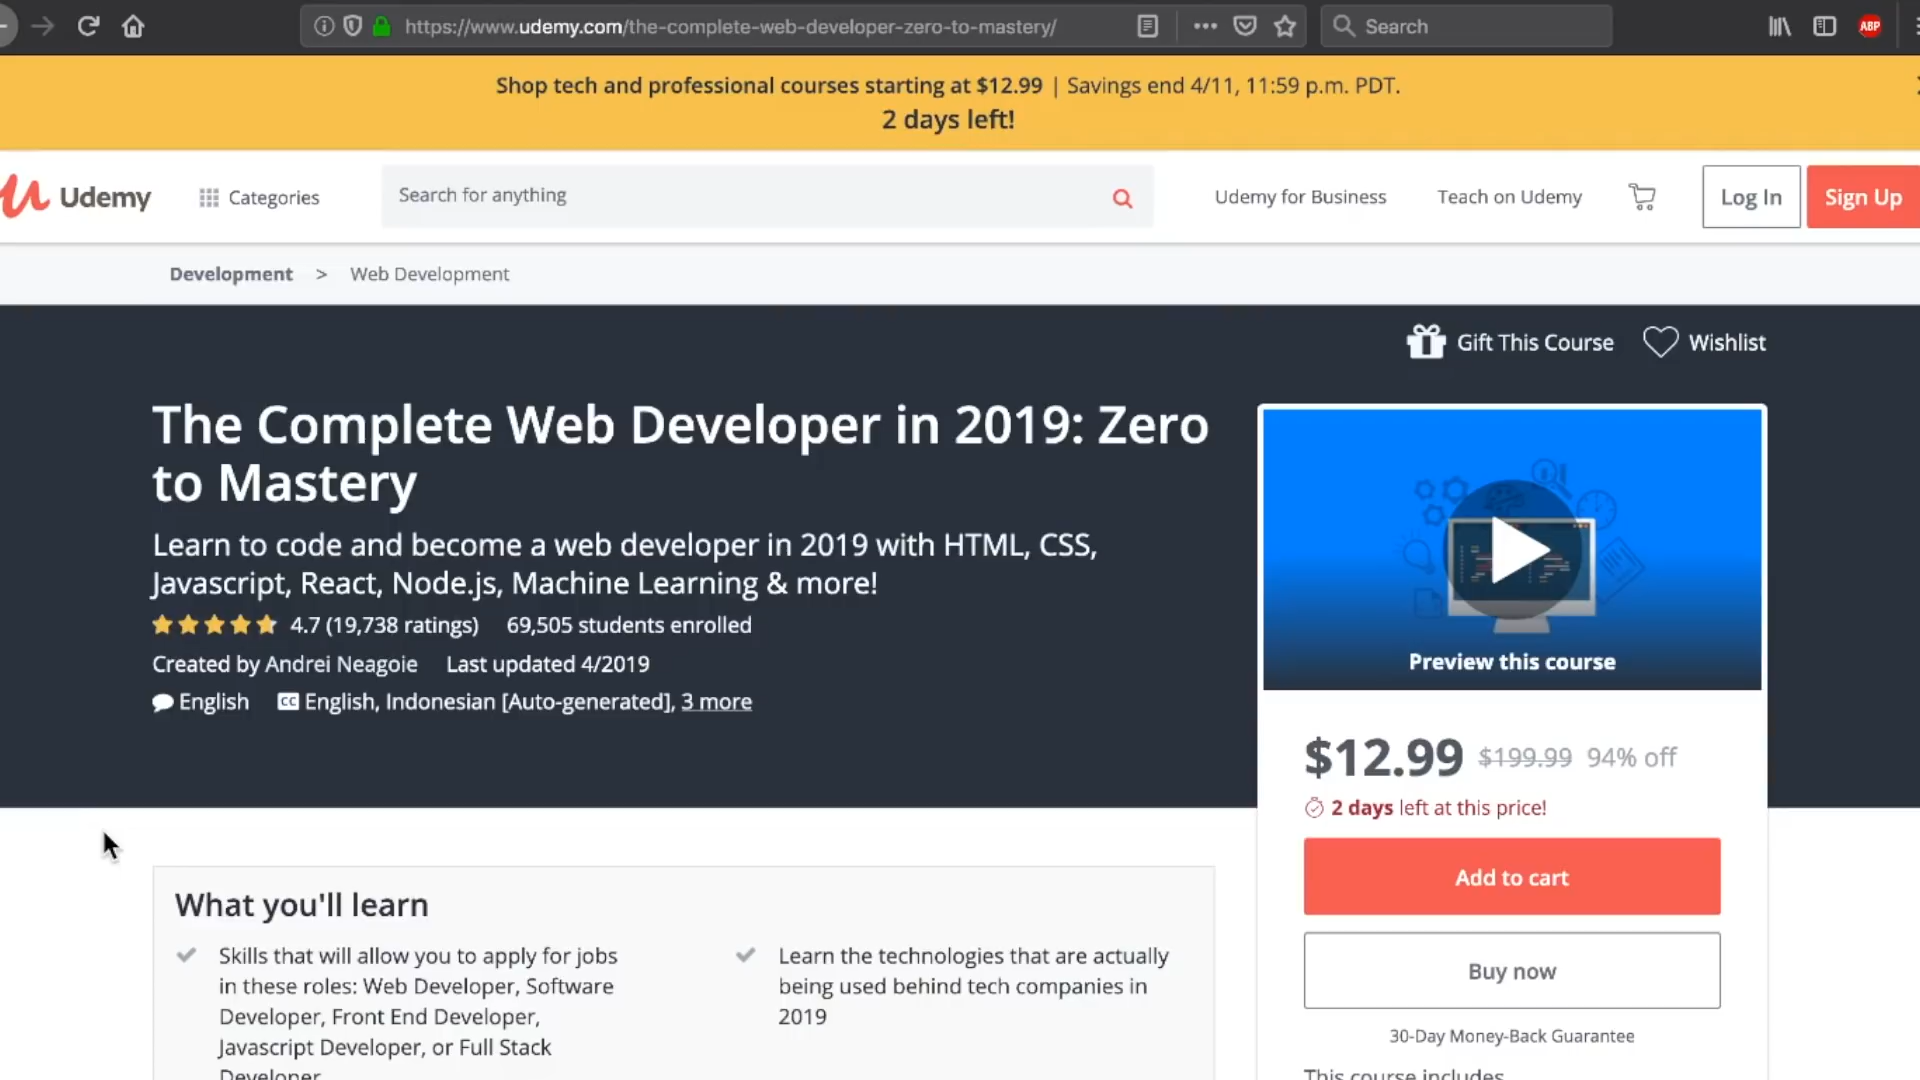 https://www.udemy.com/the-complete-web-developer-zero-to-mastery/
Search
ABP
Shop tech and professional courses starting at $12.99 | Savings end 4/11, 11:59 p.m. PDT.
2 days left!
Udemy
Categories
Search for anything
Udemy for Business
Teach on Udemy
Log In
Sign Up
Development > Web Development
Gift This Course
Wishlist
The Complete Web Developer in 2019: Zero
to Mastery
Learn to code and become a web developer in 2019 with HTML, CSS,
Javascript, React, Node.js, Machine Learning & more!
4.7 (19,738 ratings) 69,505 students enrolled
Created by Andrei Neagoie Last updated 4/2019
English CC English, Indonesian [Auto-generated], 3 more
Preview this course
$12.99 $199.99 94% off
2 days left at this price!
Add to cart
Buy now
30-Day Money-Back Guarantee
This course includes
What you'll learn
Skills that will allow you to apply for jobs
in these roles: Web Developer, Software
Developer, Front End Developer,
Javascript Developer, or Full Stack
Developer
Learn the technologies that are actually
being used behind tech companies in
2019